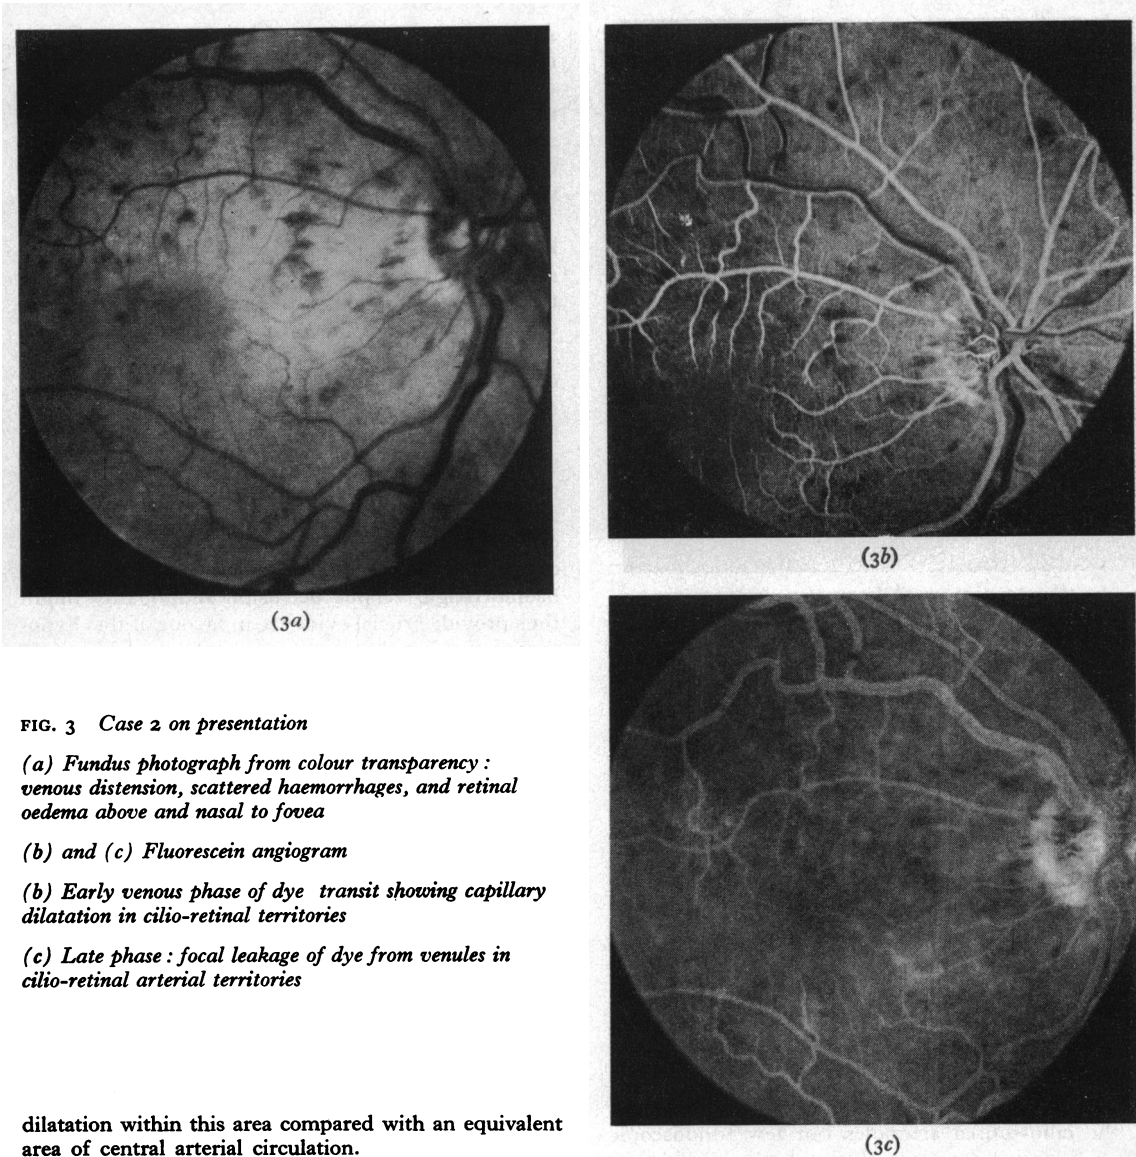 (3a)
(3b)
FIG. 3 Case 2 on presentation
(a) Fundus photograph from colour transparency :
venous distension, scattered haemorrhages, and retinal
oedema above and nasal to fovea
(b) and (c) Fluorescein angiogram
(b) Early venous phase of dye transit showing capillary
dilatation in cilio-retinal territories
(c) Late phase : focal leakage of dye from venules in
cilio-retinal arterial territories
dilatation within this area compared with an equivalent
area of central arterial circulation.
(3c)